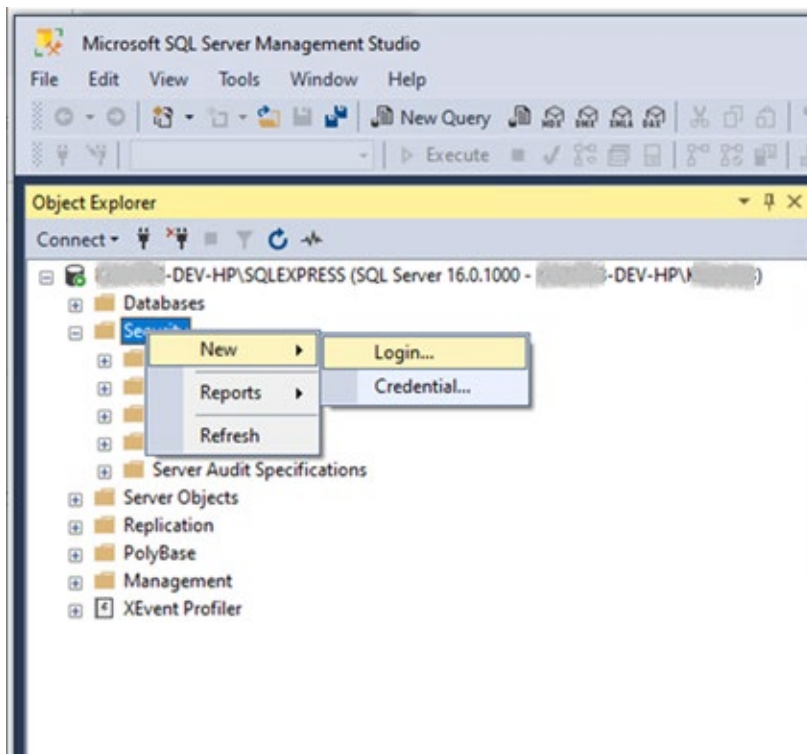 Microsoft SQL Server Management Studio
File Edit View Tools Window Help
New Query
Execute
Object Explorer
Connect
-DEV-HP\SQLEXPRESS (SQL Server 16.0.1000 - -DEV-HP\ )
Databases
Security
New
Login...
Credential...
Reports
Refresh
Server Audit Specifications
Server Objects
Replication
PolyBase
Management
XEvent Profiler